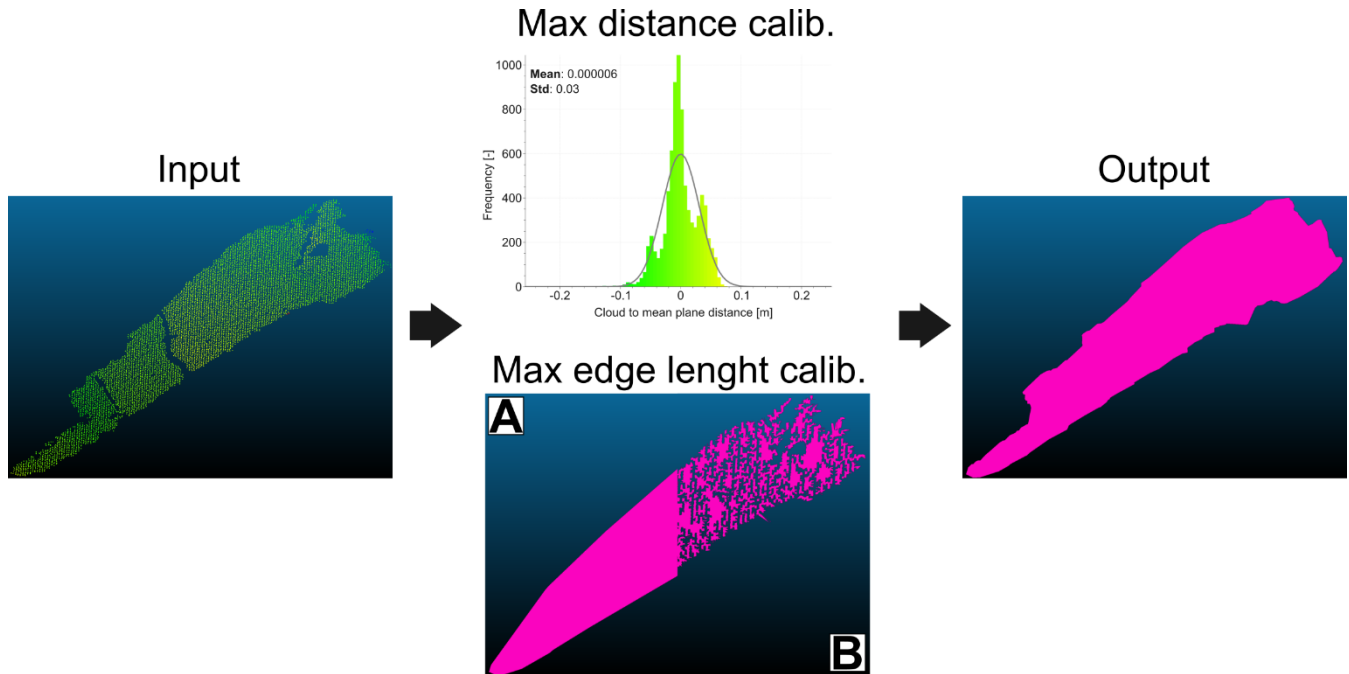 Max distance calib.
Mean: 0.000006
Std: 0.03
1000
800
600
400
200
0
Frequency [-]
-0.2
-0.1
0
0.1
0.2
Cloud to mean plane distance [m]
Input
Output
Max edge lenght calib.
A
B